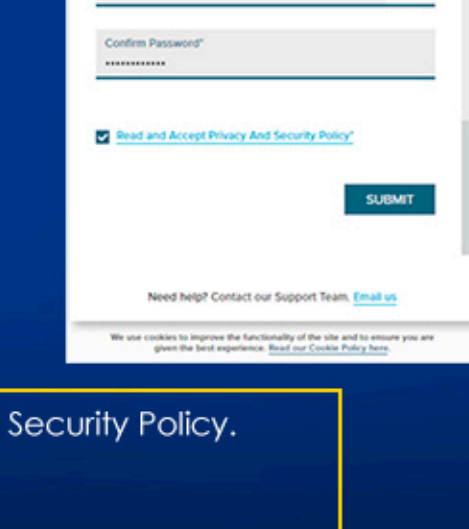 Confirm Password*
••••••••••••
Read and Accept Privacy And Security Policy*
SUBMIT
Need help? Contact our Support Team. Email us
We use cookies to improve the functionality of the site and to ensure you are
given the best experience. Read our Cookie Policy here.
Security Policy.